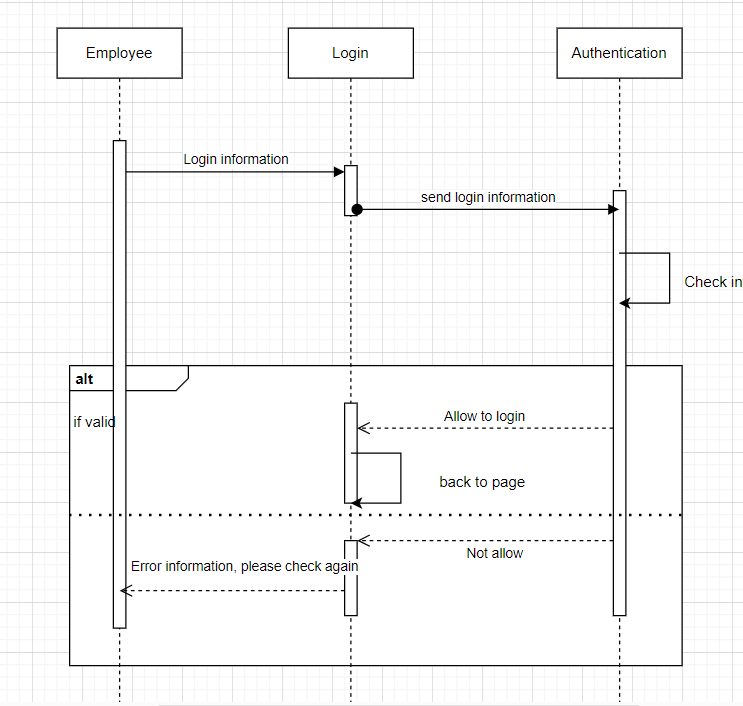 Employee
Login
Authentication
Login information
send login information
Check in
alt
if valid
Allow to login
back to page
Not allow
Error information, please check again